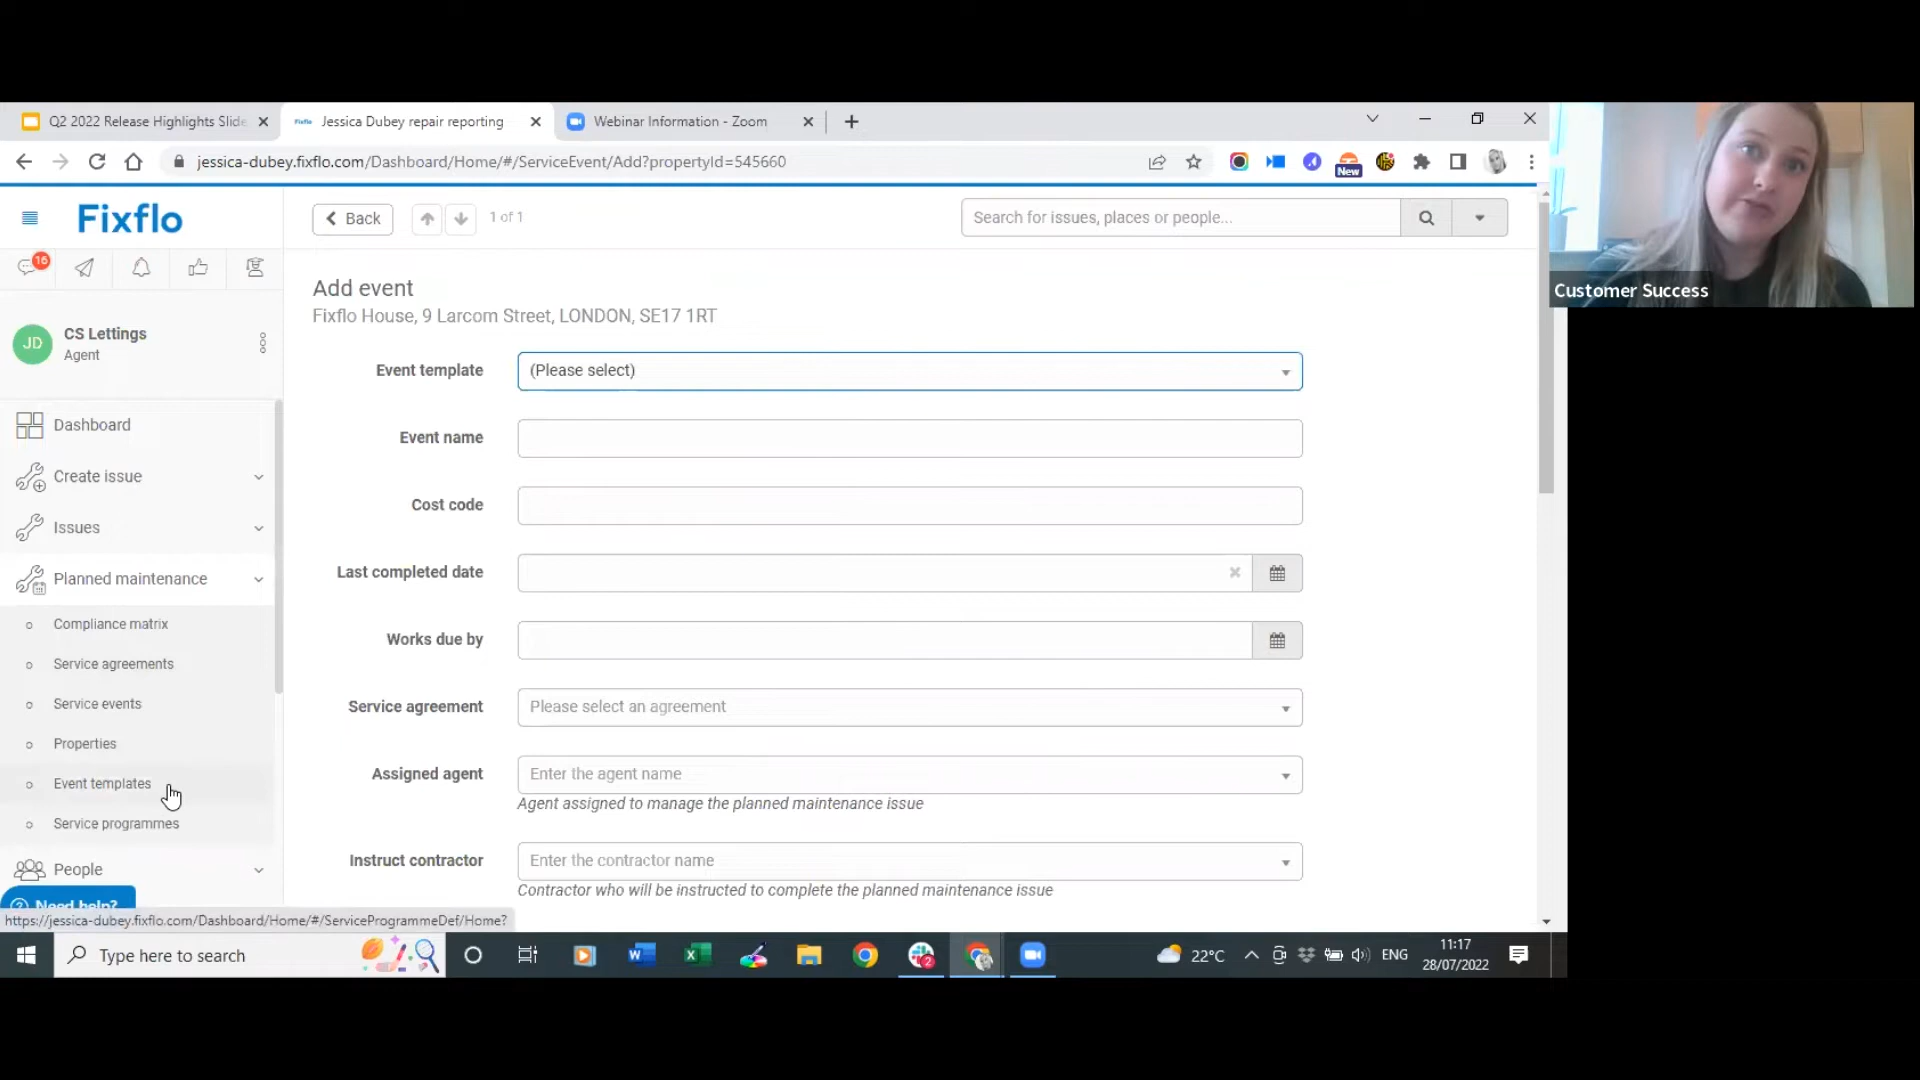 Q2 2022 Release Highlights Slide
Jessica Dubey repair reporting
Webinar Information - Zoom
jessica-dubey.fixflo.com/Dashboard/Home/#/ServiceEvent/Add?propertyId=545660
New
Fixflo
Back
1 of 1
Search for issues, places or people...
16
Customer Success
Add event
Fixflo House, 9 Larcom Street, LONDON, SE17 1RT
JD
CS Lettings
Agent
Event template
(Please select)
Dashboard
Event name
Create issue
Cost code
Issues
Last completed date
Planned maintenance
Compliance matrix
Works due by
Service agreements
Service events
Service agreement
Please select an agreement
Properties
Event templates
Assigned agent
Enter the agent name
Agent assigned to manage the planned maintenance issue
Service programmes
People
Instruct contractor
Enter the contractor name
Contractor who will be instructed to complete the planned maintenance issue
Need help?
https://jessica-dubey.fixflo.com/Dashboard/Home/#/ServiceProgrammeDef/Home?
Type here to search
2
22°C
ENG
11:17
28/07/2022